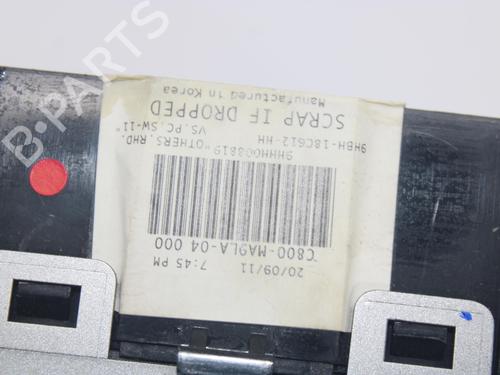 20/09/11 7:45 PM
C800-MA9LA-04 000
9HHH008819 "OTHERS, RHD,
VS,PC,SW-11"
9HBH-18C612-HH
SCRAP IF DROPPED
Manufactured in Korea
B-PARTS